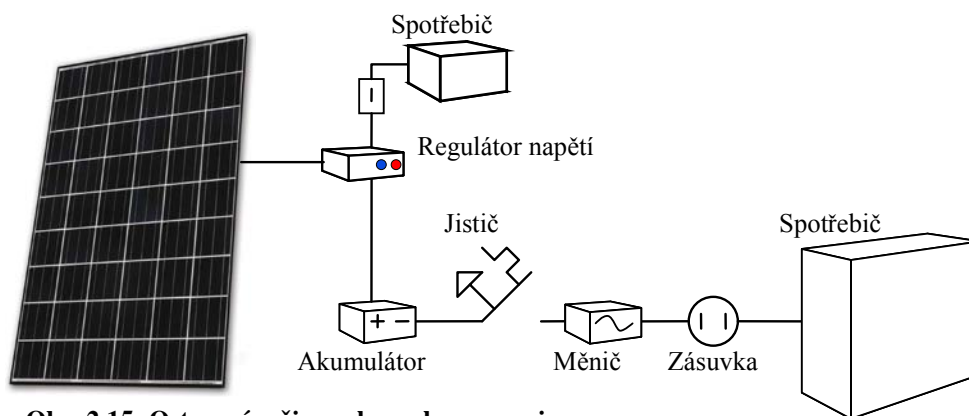 Spotřebič
Regulátor napětí
Jistič
Spotřebič
Akumulátor
Měnič
Zásuvka